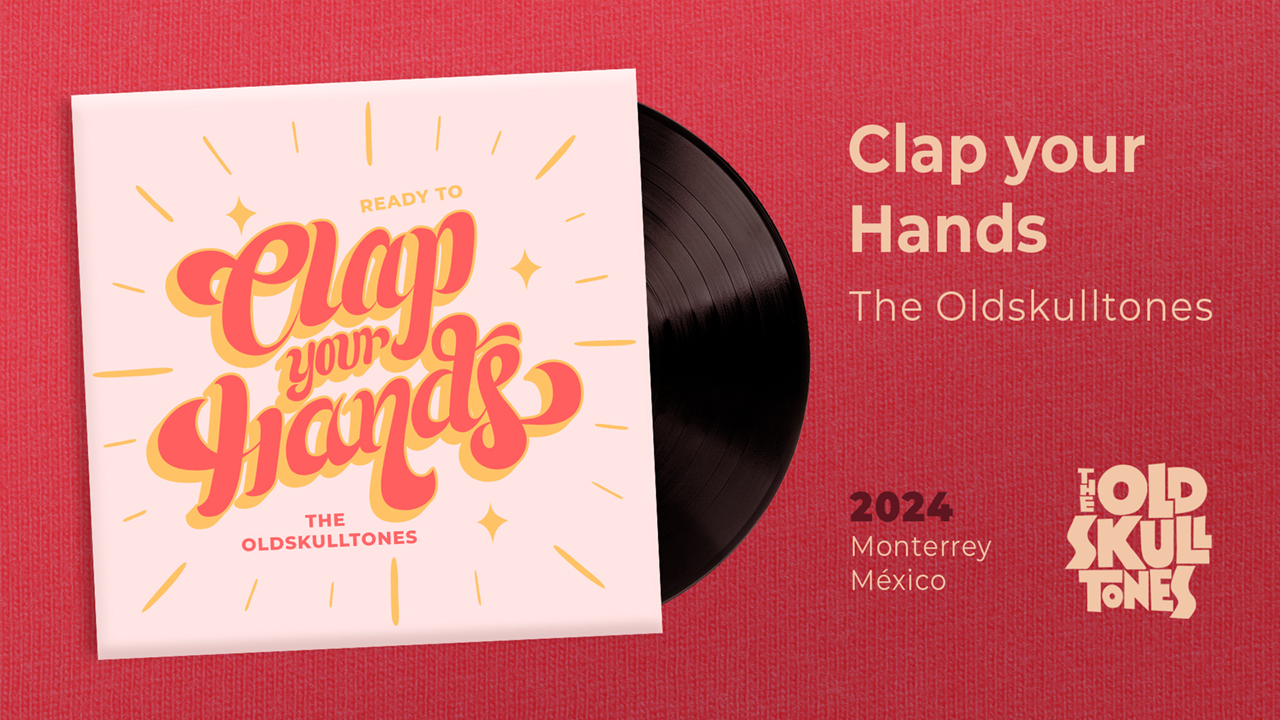 READY TO
Clap
your
Hands
THE
OLDSKULLTONES
Clap your
Hands
The Oldskulltones
2024
Monterrey
México
THE OLD
SKULL
TONES